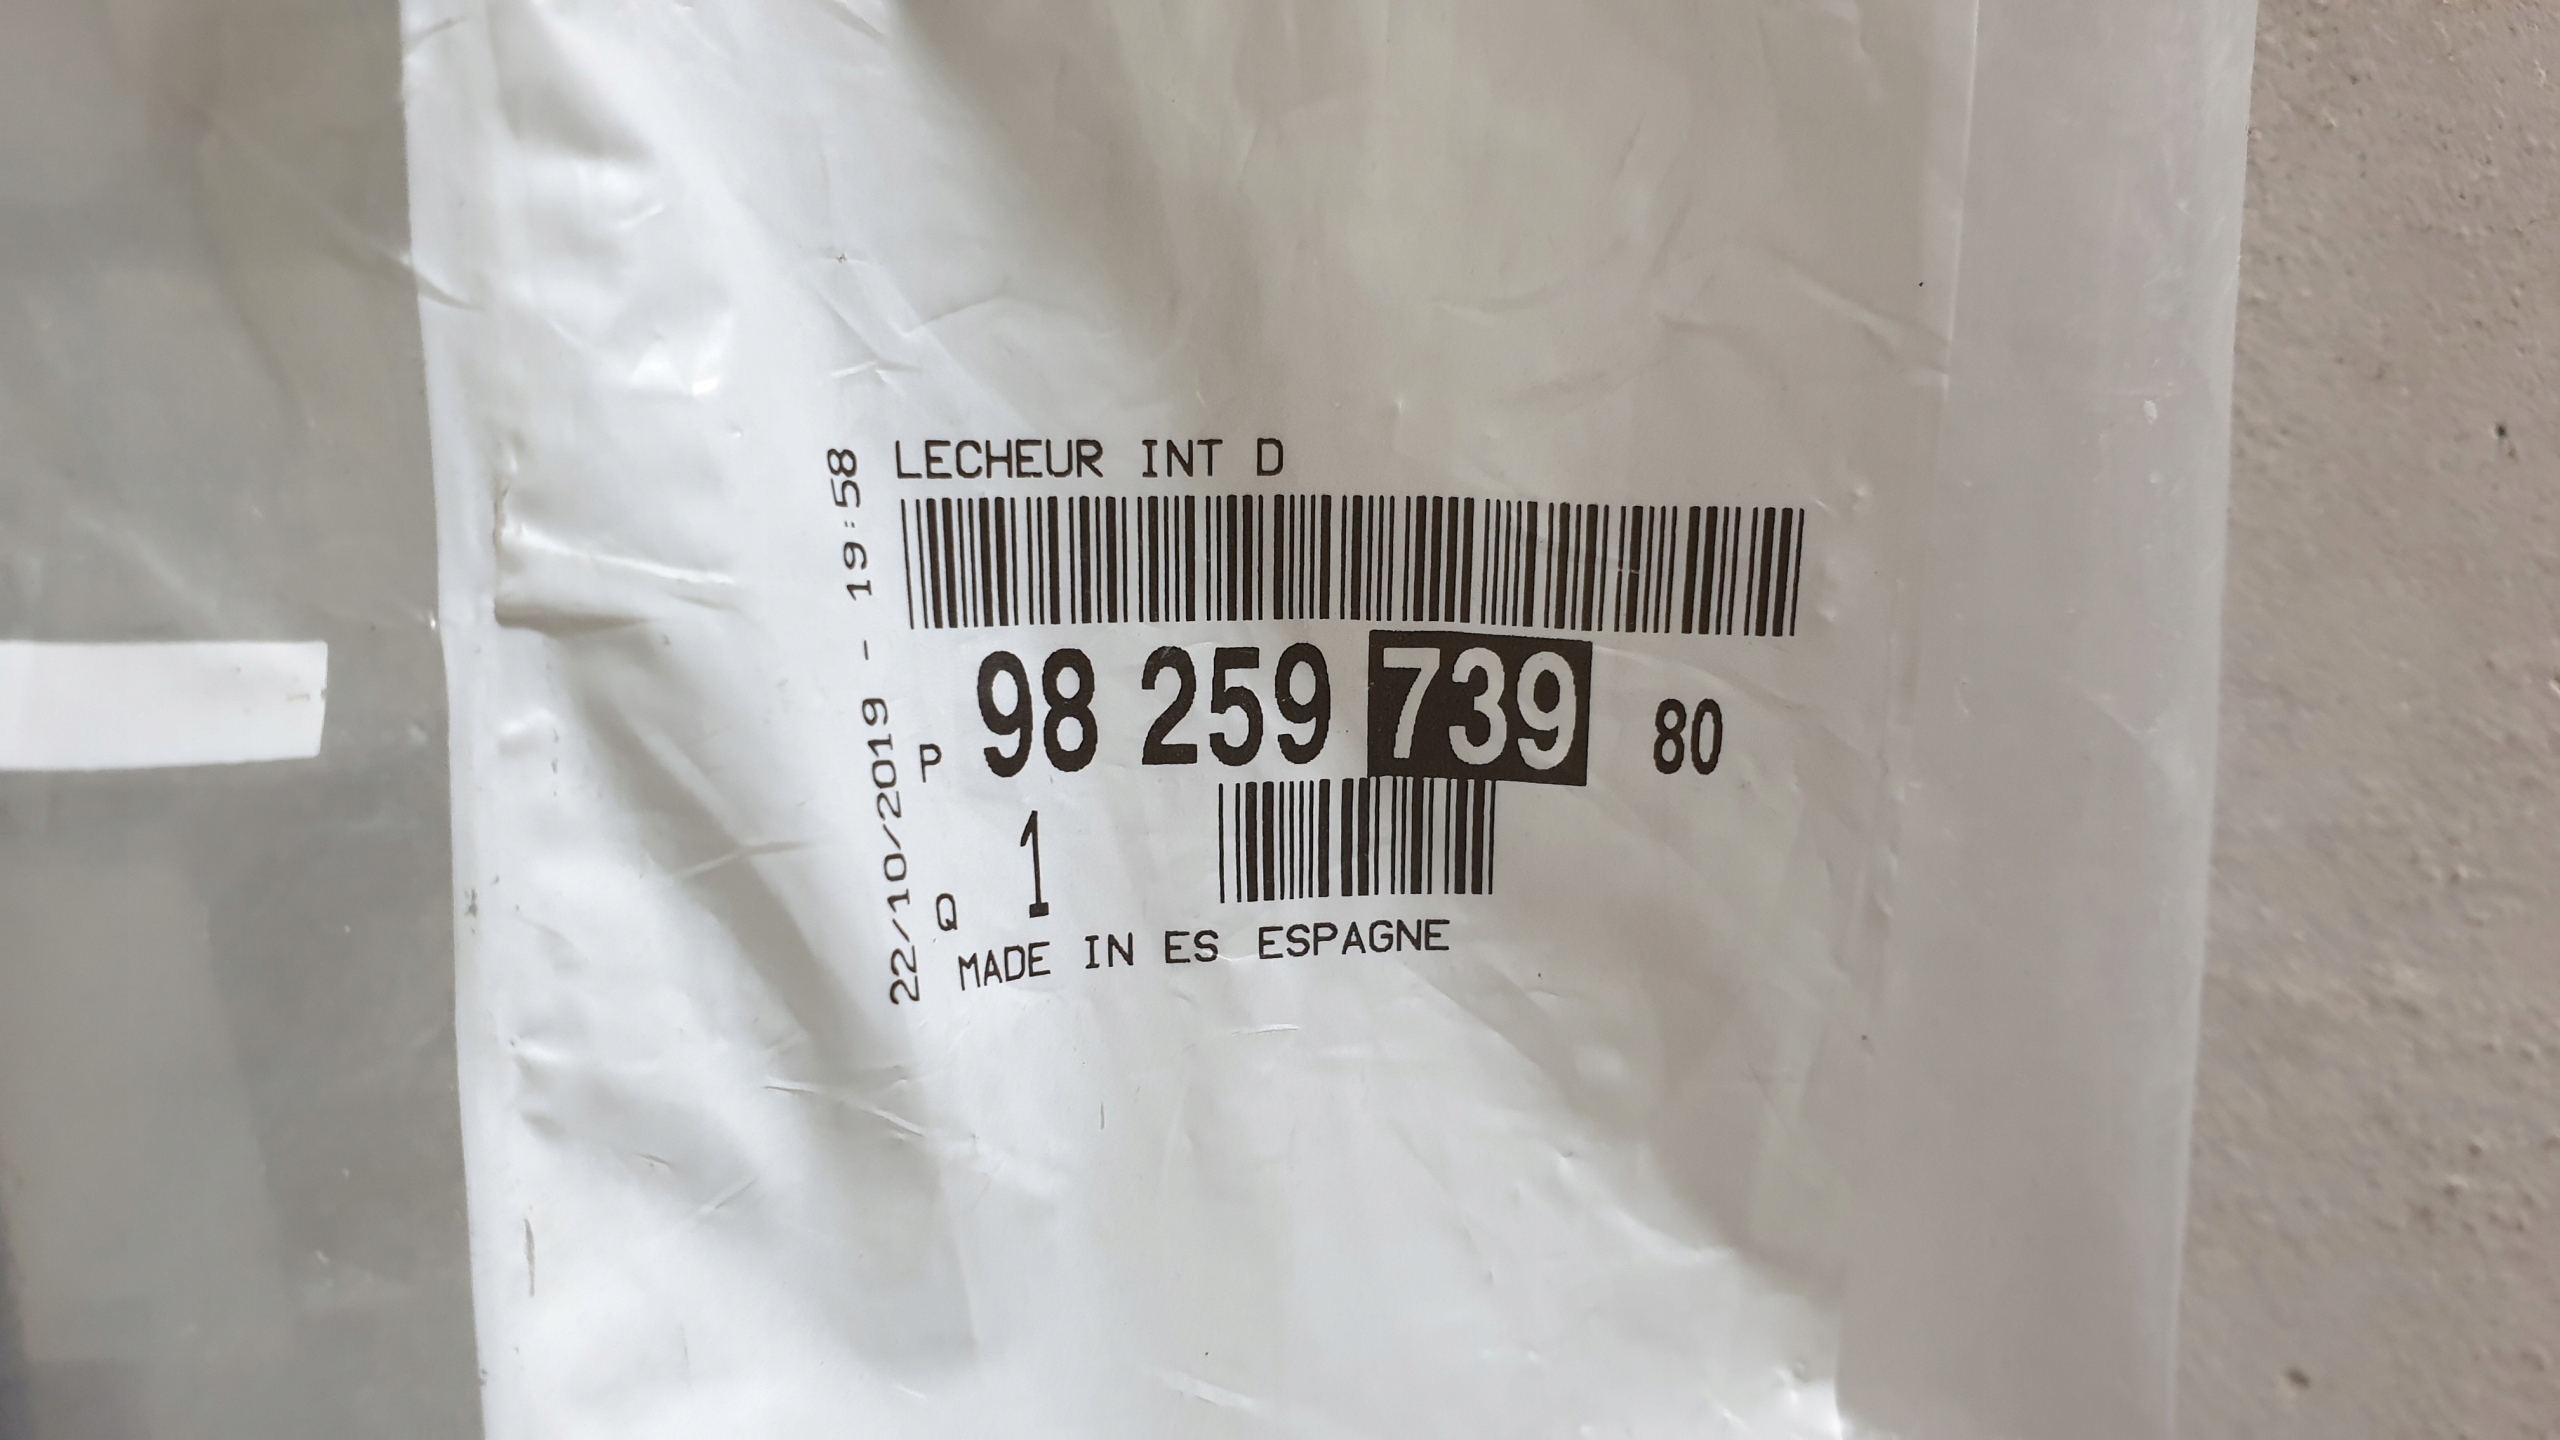 LECHEUR INT D
P 98 259 739 80
Q 1
MADE IN ES ESPAGNE
22/10/2019 - 19:58